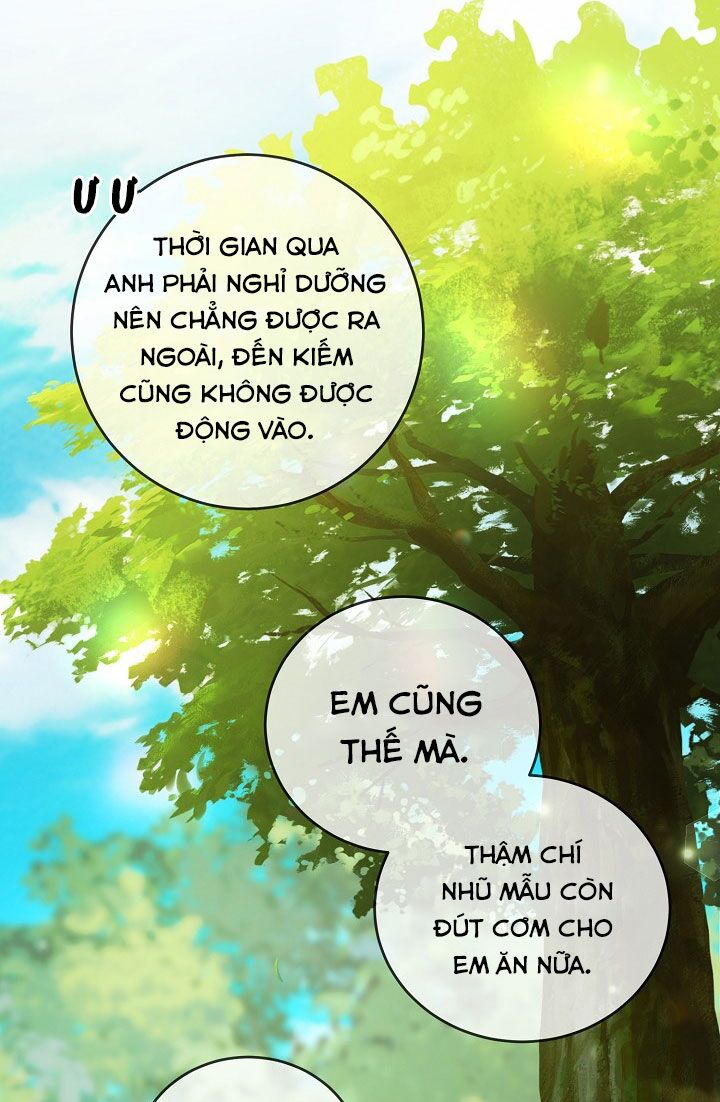 Ư Ư
THỜI GIAN QUA
ANH PHẢI NGHỈ DƯỠNG
NÊN CHẲNG ĐƯỢC RA
NGOÀI, ĐẾN KIẾM
CŨNG KHÔNG ĐƯỢC
ĐỘNG VÀO.
EM CŨNG
THẾ MÀ.
THẬM CHÍ
NHŨ MẪU CÒN
ĐÚT CƠM CHO
EM ĂN NỮA.